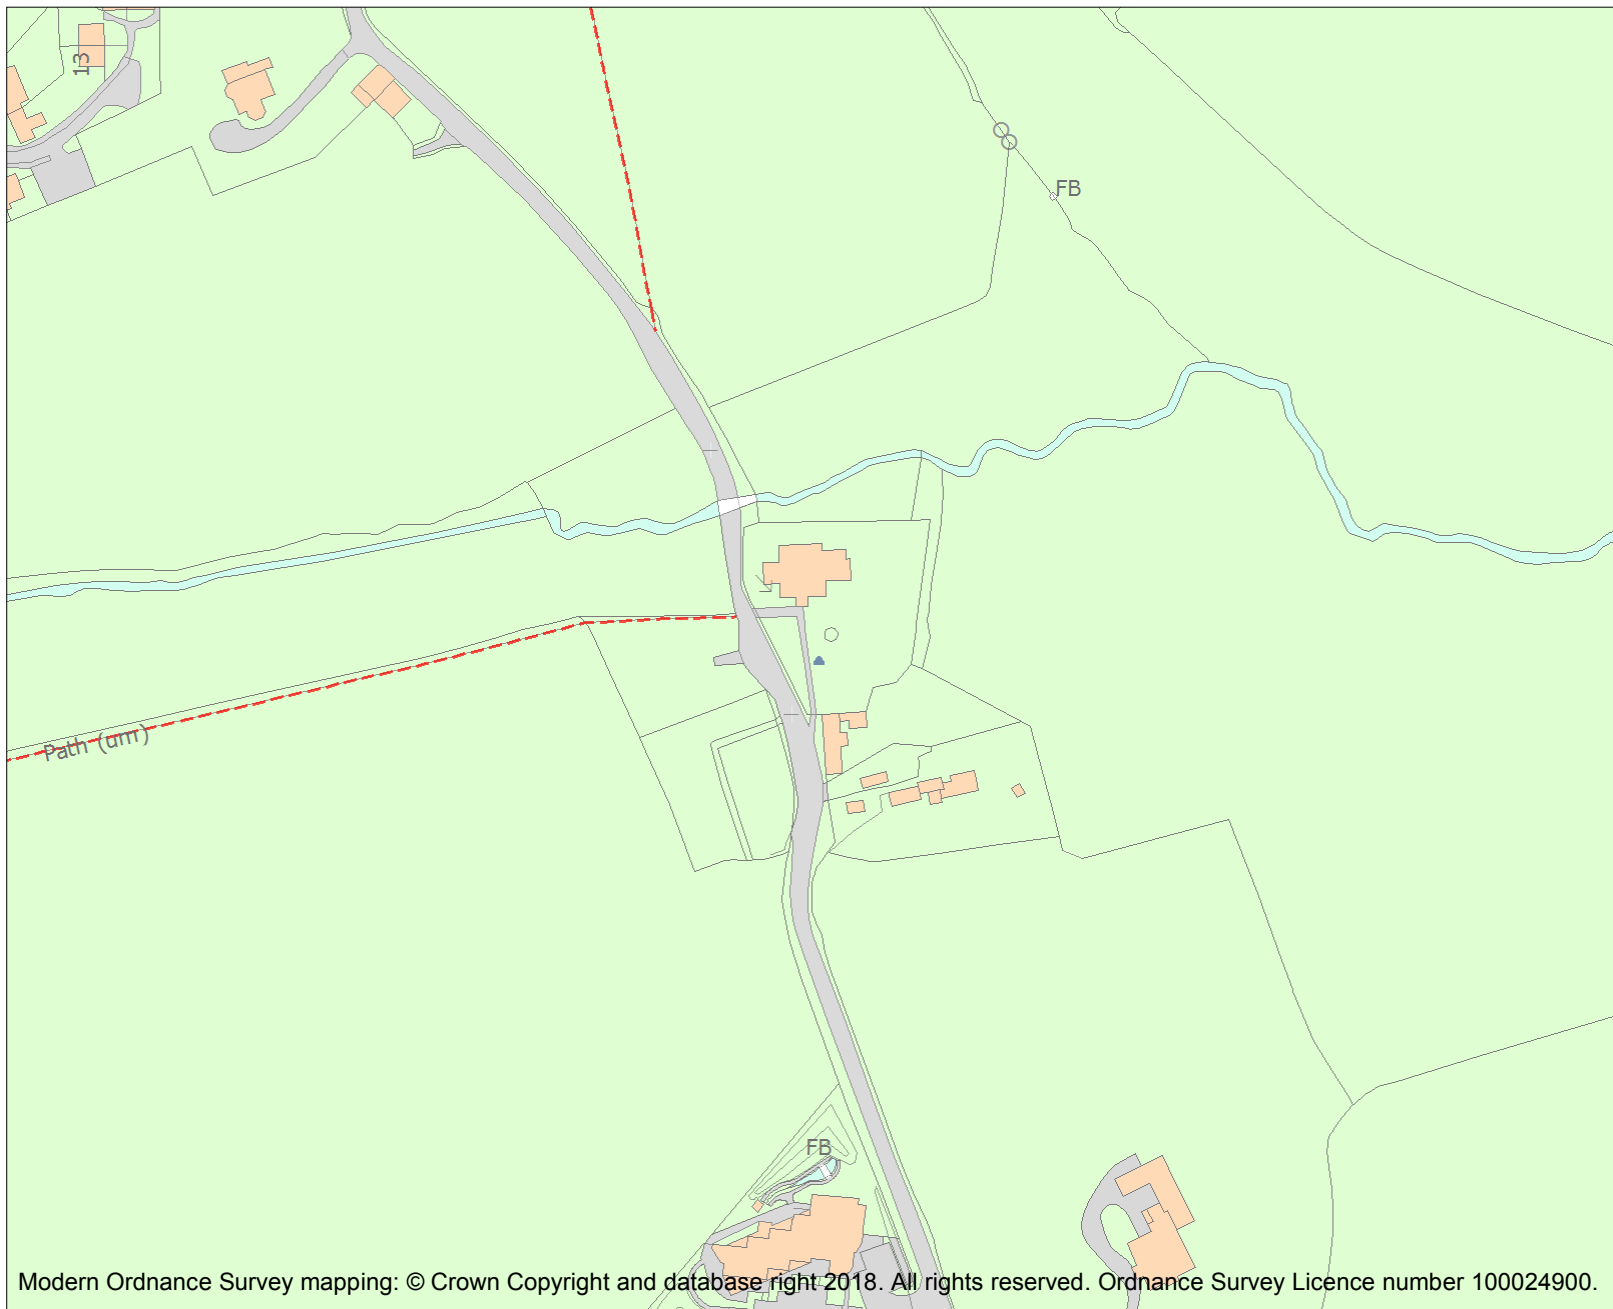 13
FB
Path (um)
FB
Modern Ordnance Survey mapping: © Crown Copyright and database right 2018. All rights reserved. Ordnance Survey Licence number 100024900.